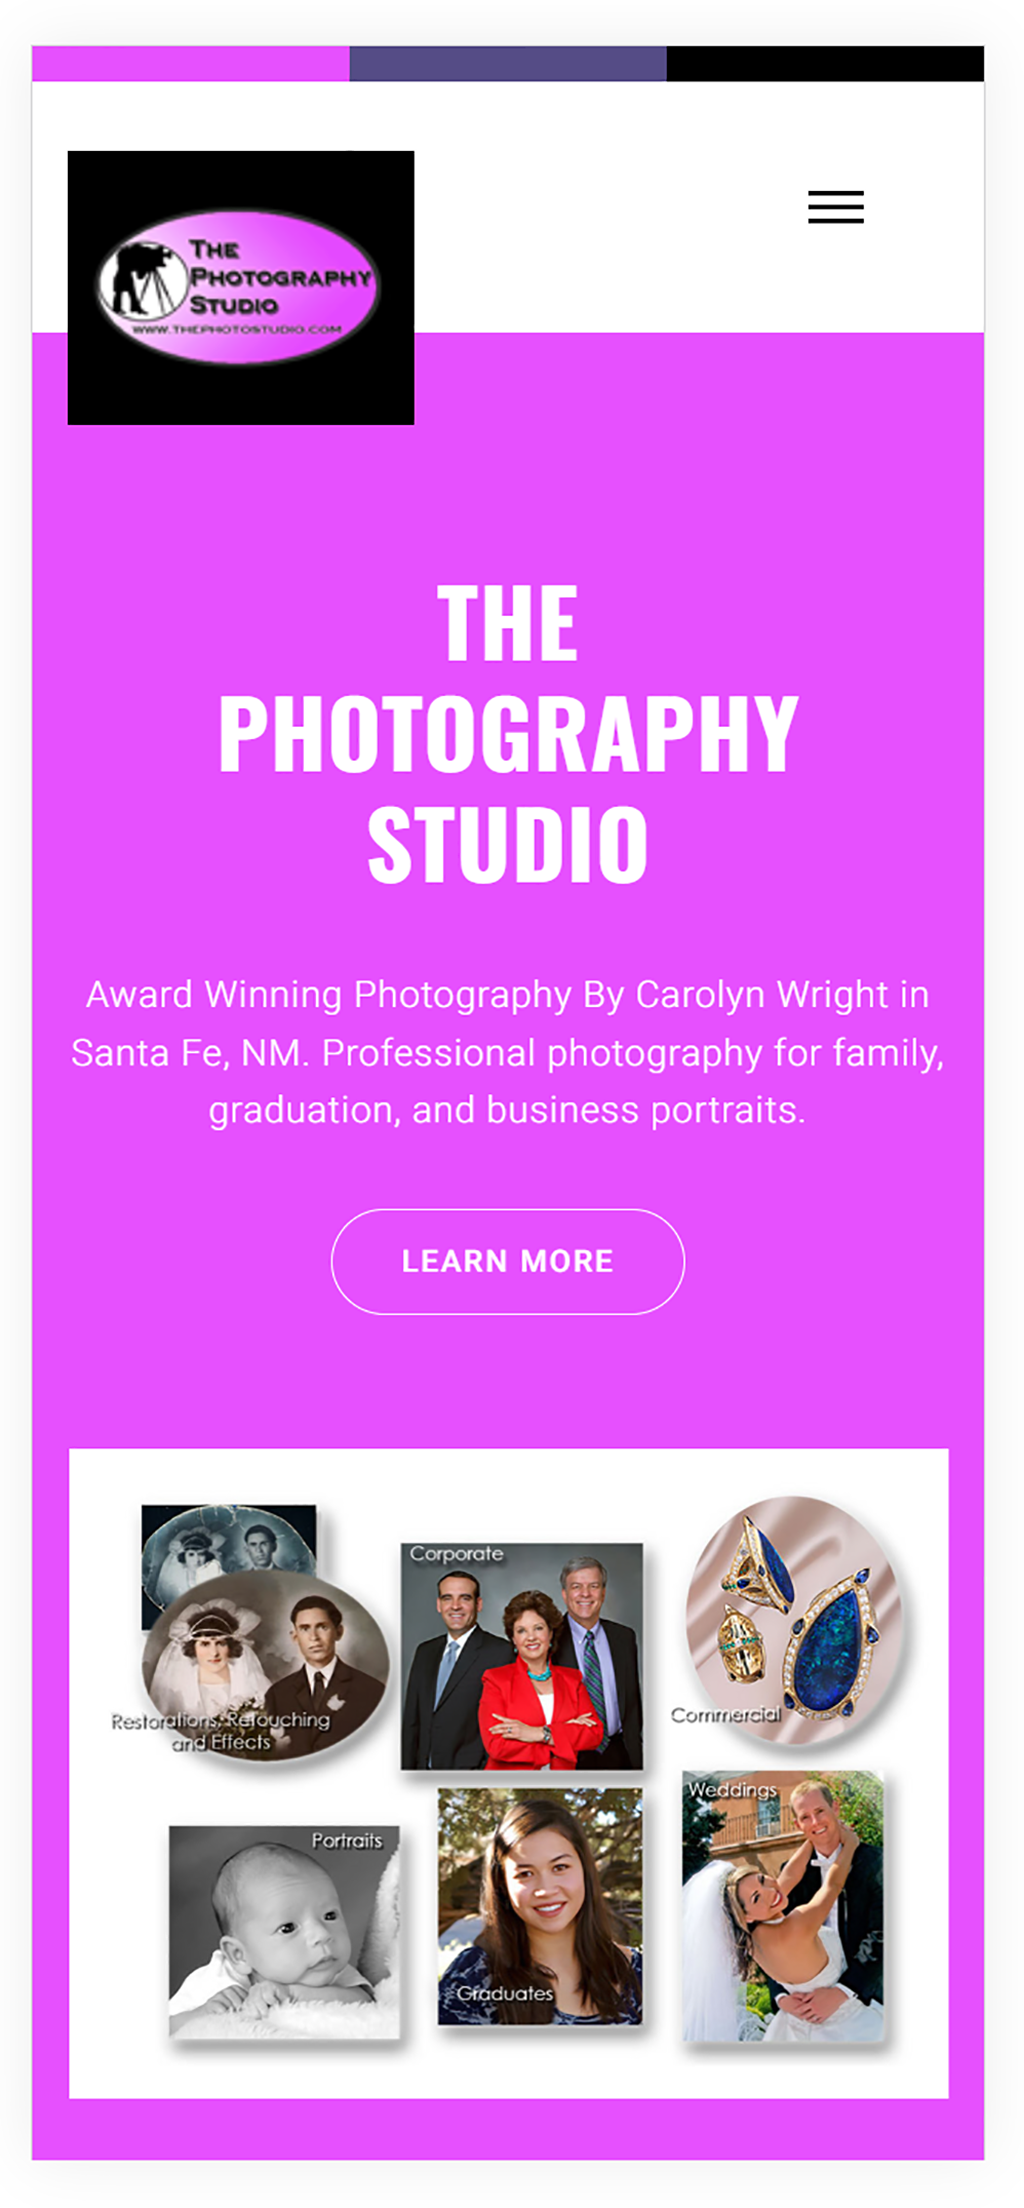 The
Photography
Studio
www.thephotostudio.com
THE
PHOTOGRAPHY
STUDIO
Award Winning Photography By Carolyn Wright in
Santa Fe, NM. Professional photography for family,
graduation, and business portraits.
LEARN MORE
Restorations, Retouching
and Effects
Corporate
Commercial
Portraits
Graduates
Weddings